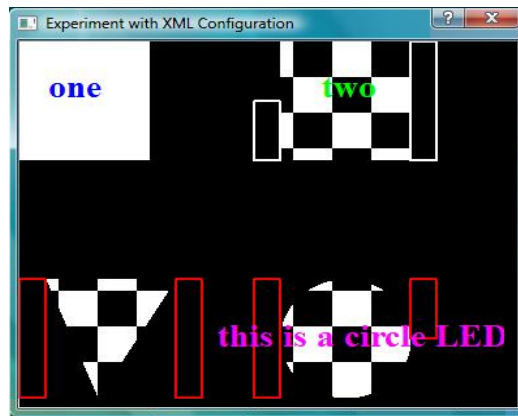 Experiment with XML Configuration
one
two
this is a circle LED